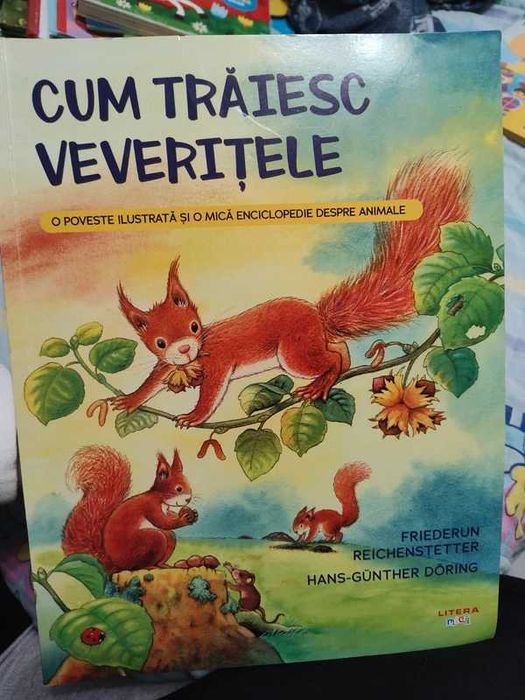 CUM TRĂIESC
VEVERIȚELE
O POVESTE ILUSTRATĂ ȘI O MICĂ ENCICLOPEDIE DESPRE ANIMALE
FRIEDERUN
REICHENSTETTER
HANS-GÜNTHER DÖRING
LITERA